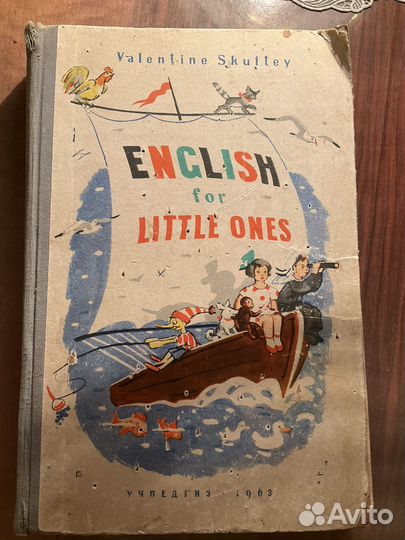 Valentine Skultey
ENGLISH
for
LITTLE ONES
УЧПЕДГИЗ · 1963
Avito